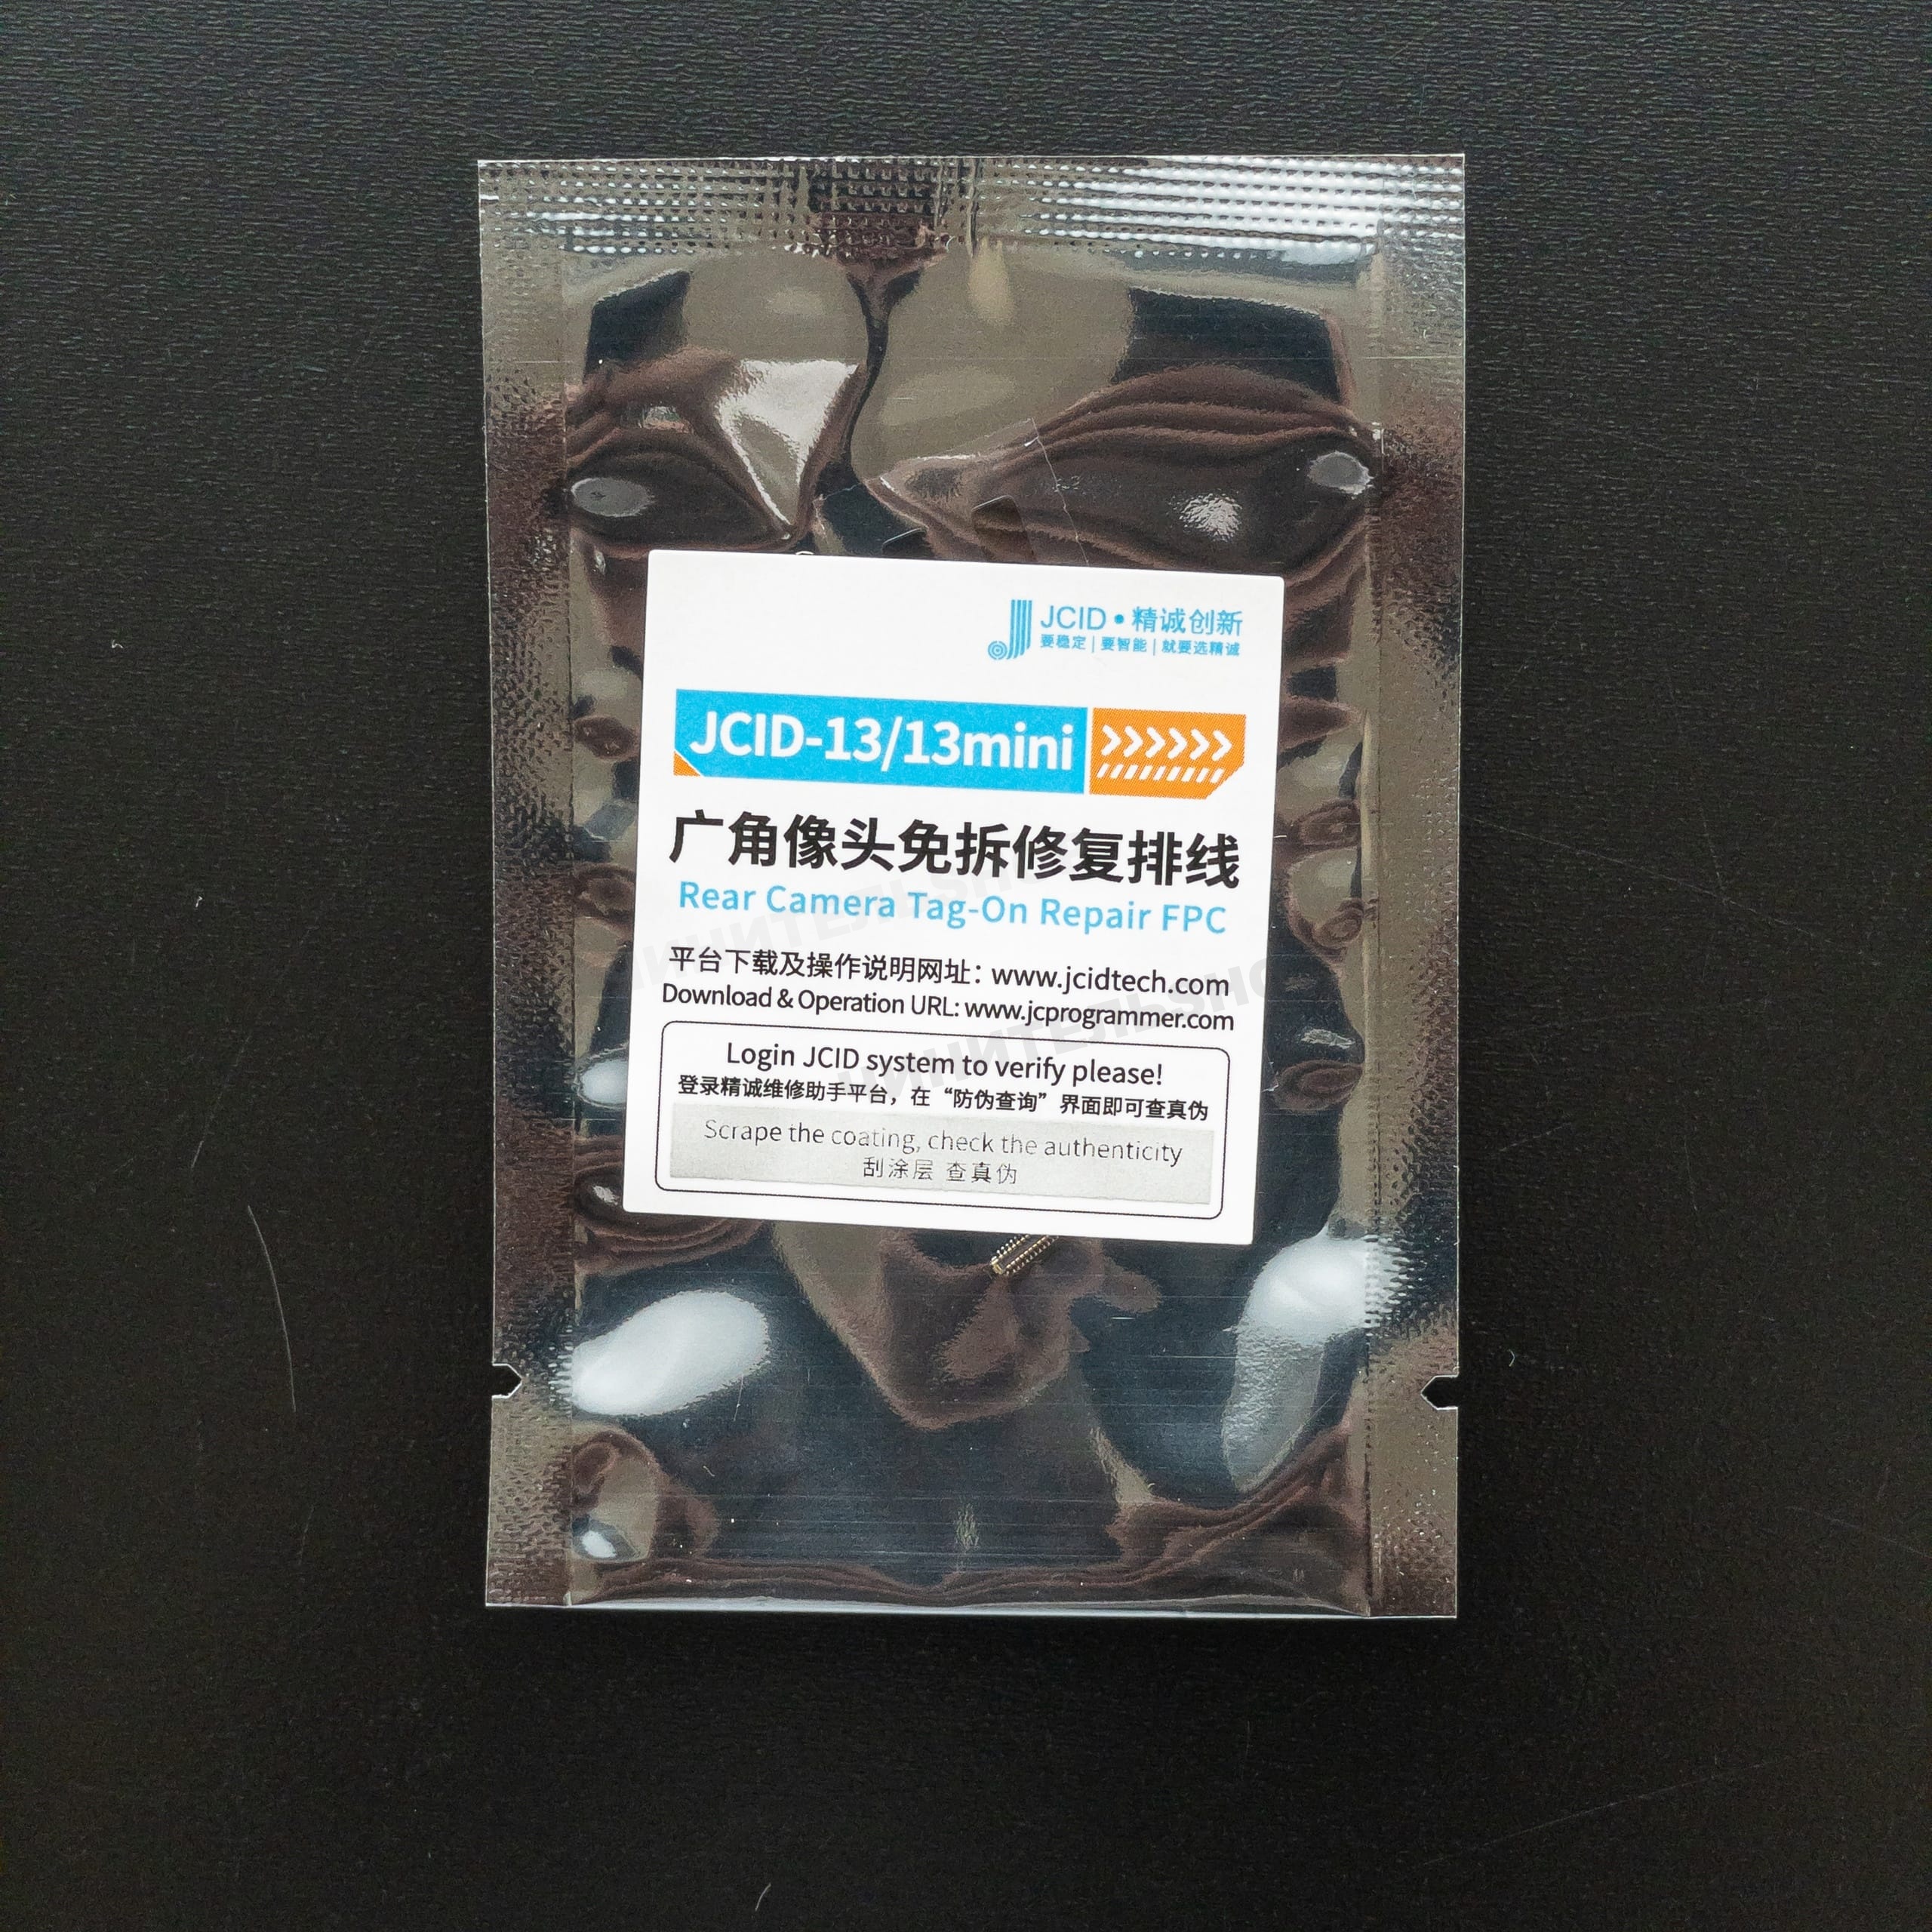 JCID•精诚创新
要稳定 | 要智能 | 就要选精诚
JCID-13/13mini
广角像头免拆修复排线
Rear Camera Tag-On Repair FPC
平台下载及操作说明网址：www.jcidtech.com
Download & Operation URL: www.jcprogrammer.com
Login JCID system to verify please!
登录精诚维修助手平台，在“防伪查询”界面即可查真伪
Scrape the coating, check the authenticity
刮涂层 查真伪